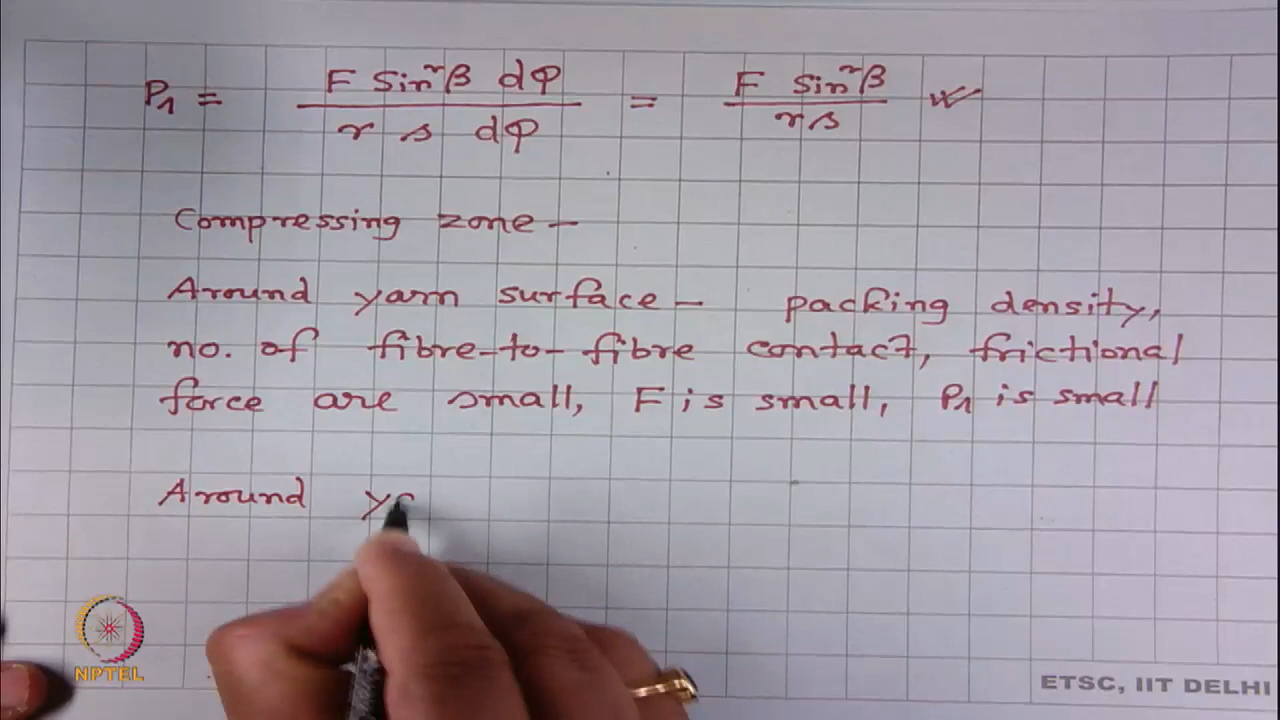 P₁ = F Sin²β dφ / r s dφ = F Sin²β / r s
Compressing zone –
Around yarn surface – packing density,
no. of fibre-to-fibre contact, frictional
force are small, F is small, P₁ is small
Around ya
NPTEL
ETSC, IIT DELHI